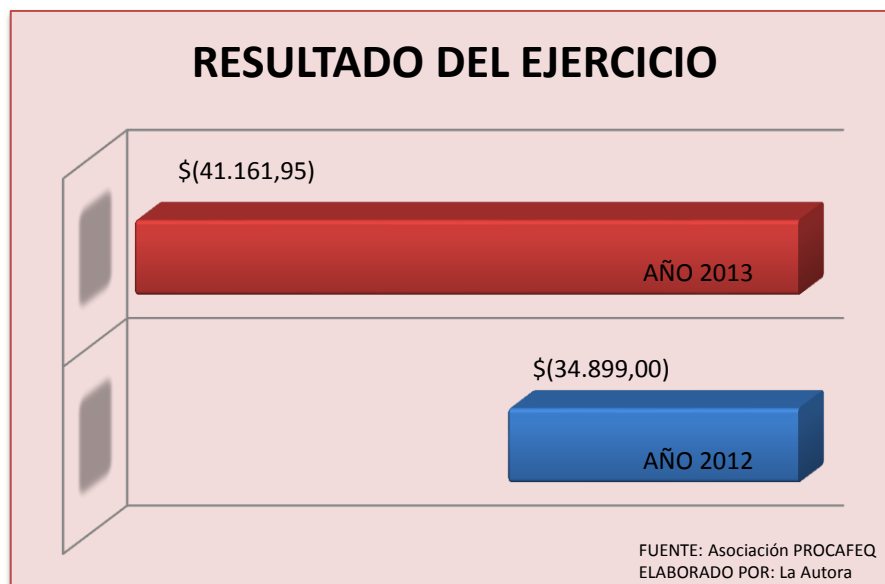 RESULTADO DEL EJERCICIO
$(41.161,95)
AÑO 2013
$(34.899,00)
AÑO 2012
FUENTE: Asociación PROCAFEQ
ELABORADO POR: La Autora